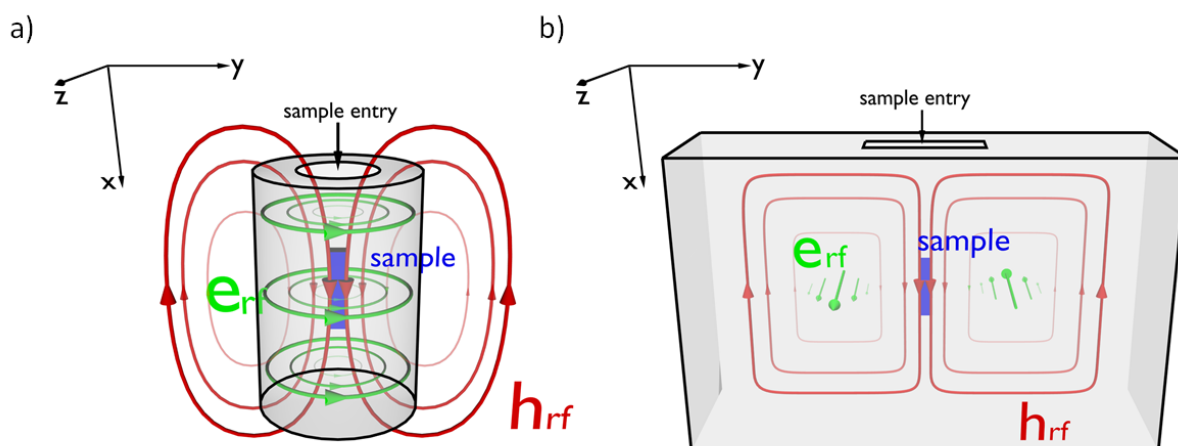 a)
y
z
x
sample entry
sample
erf
hrf
b)
y
z
x
sample entry
sample
erf
hrf